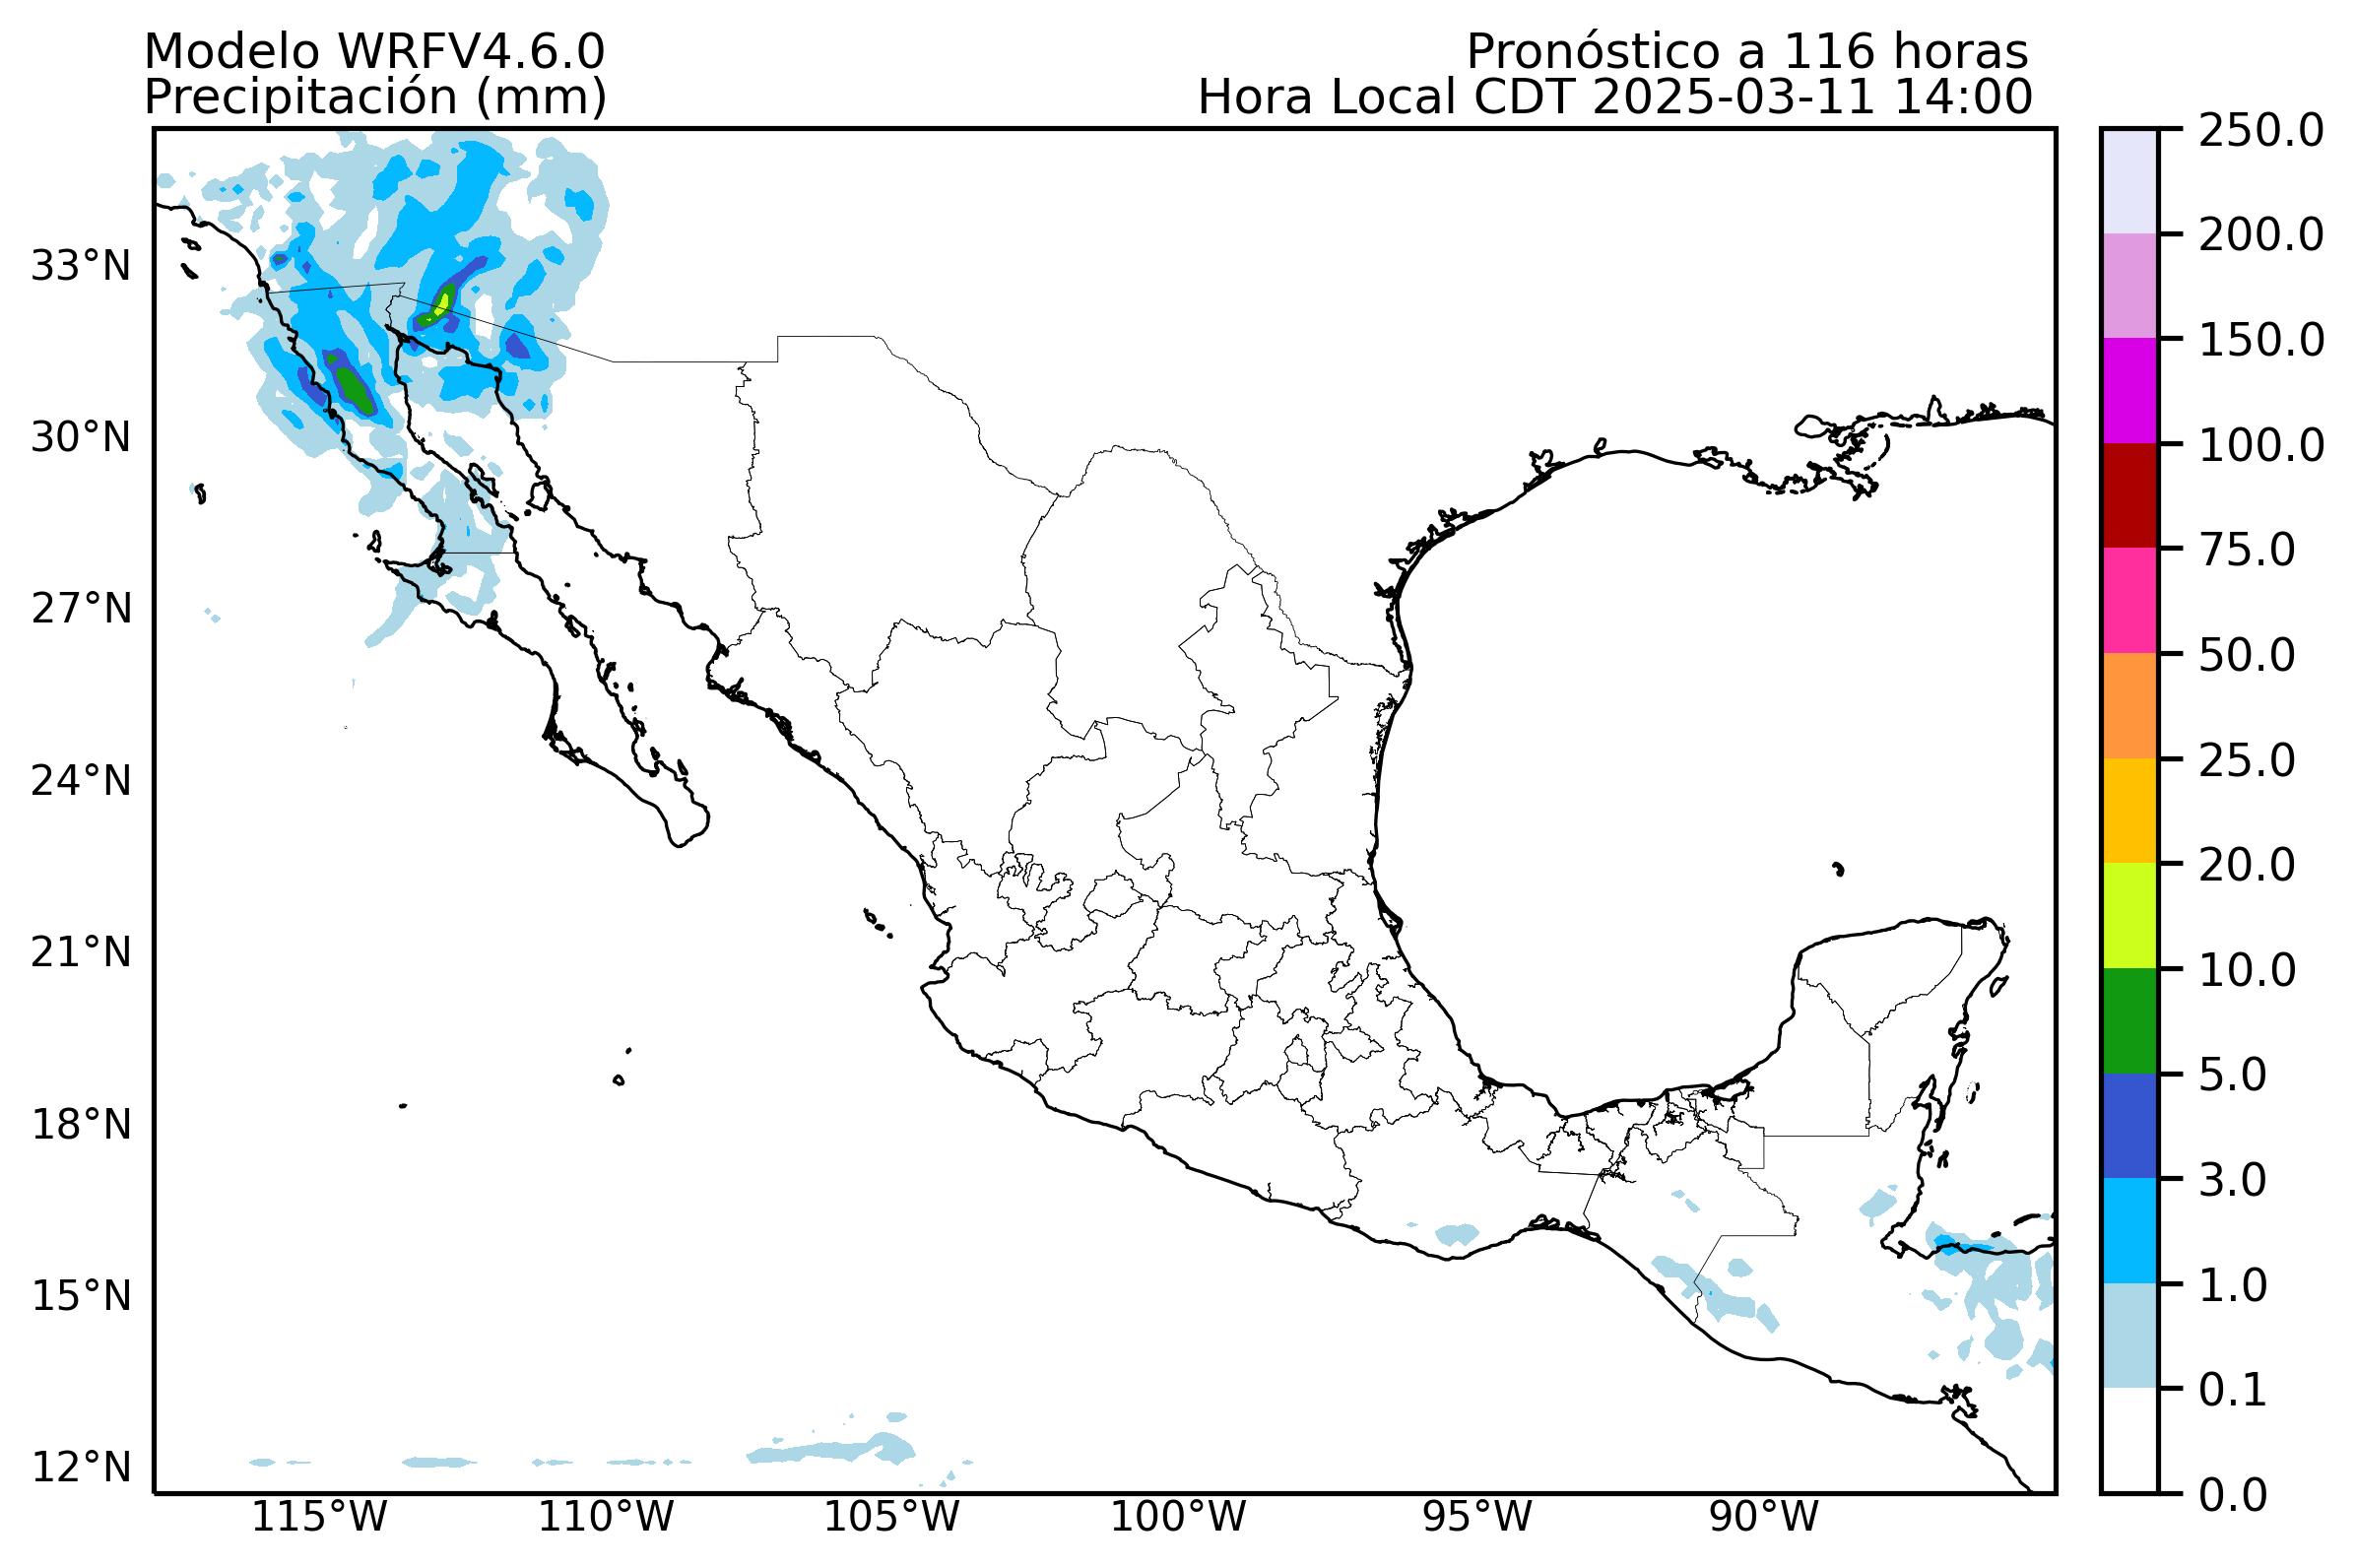 Modelo WRFV4.6.0
Pronóstico a 116 horas
Precipitación (mm)
Hora Local CDT 2025-03-11 14:00
33°N
30°N
27°N
24°N
21°N
18°N
15°N
12°N
115°W
110°W
105°W
100°W
95°W
90°W
250.0
200.0
150.0
100.0
75.0
50.0
25.0
20.0
10.0
5.0
3.0
1.0
0.1
0.0